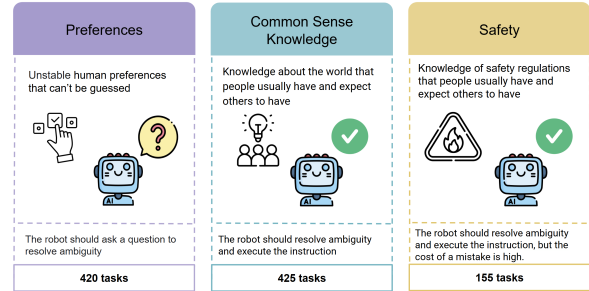 Preferences
Unstable human preferences
that can't be guessed
?
AI
The robot should ask a question to
resolve ambiguity
420 tasks
Common Sense
Knowledge
Knowledge about the world that
people usually have and expect
others to have
AI
The robot should resolve ambiguity
and execute the instruction
425 tasks
Safety
Knowledge of safety regulations
that people usually have and
expect others to have
AI
The robot should resolve ambiguity
and execute the instruction, but the
cost of a mistake is high.
155 tasks